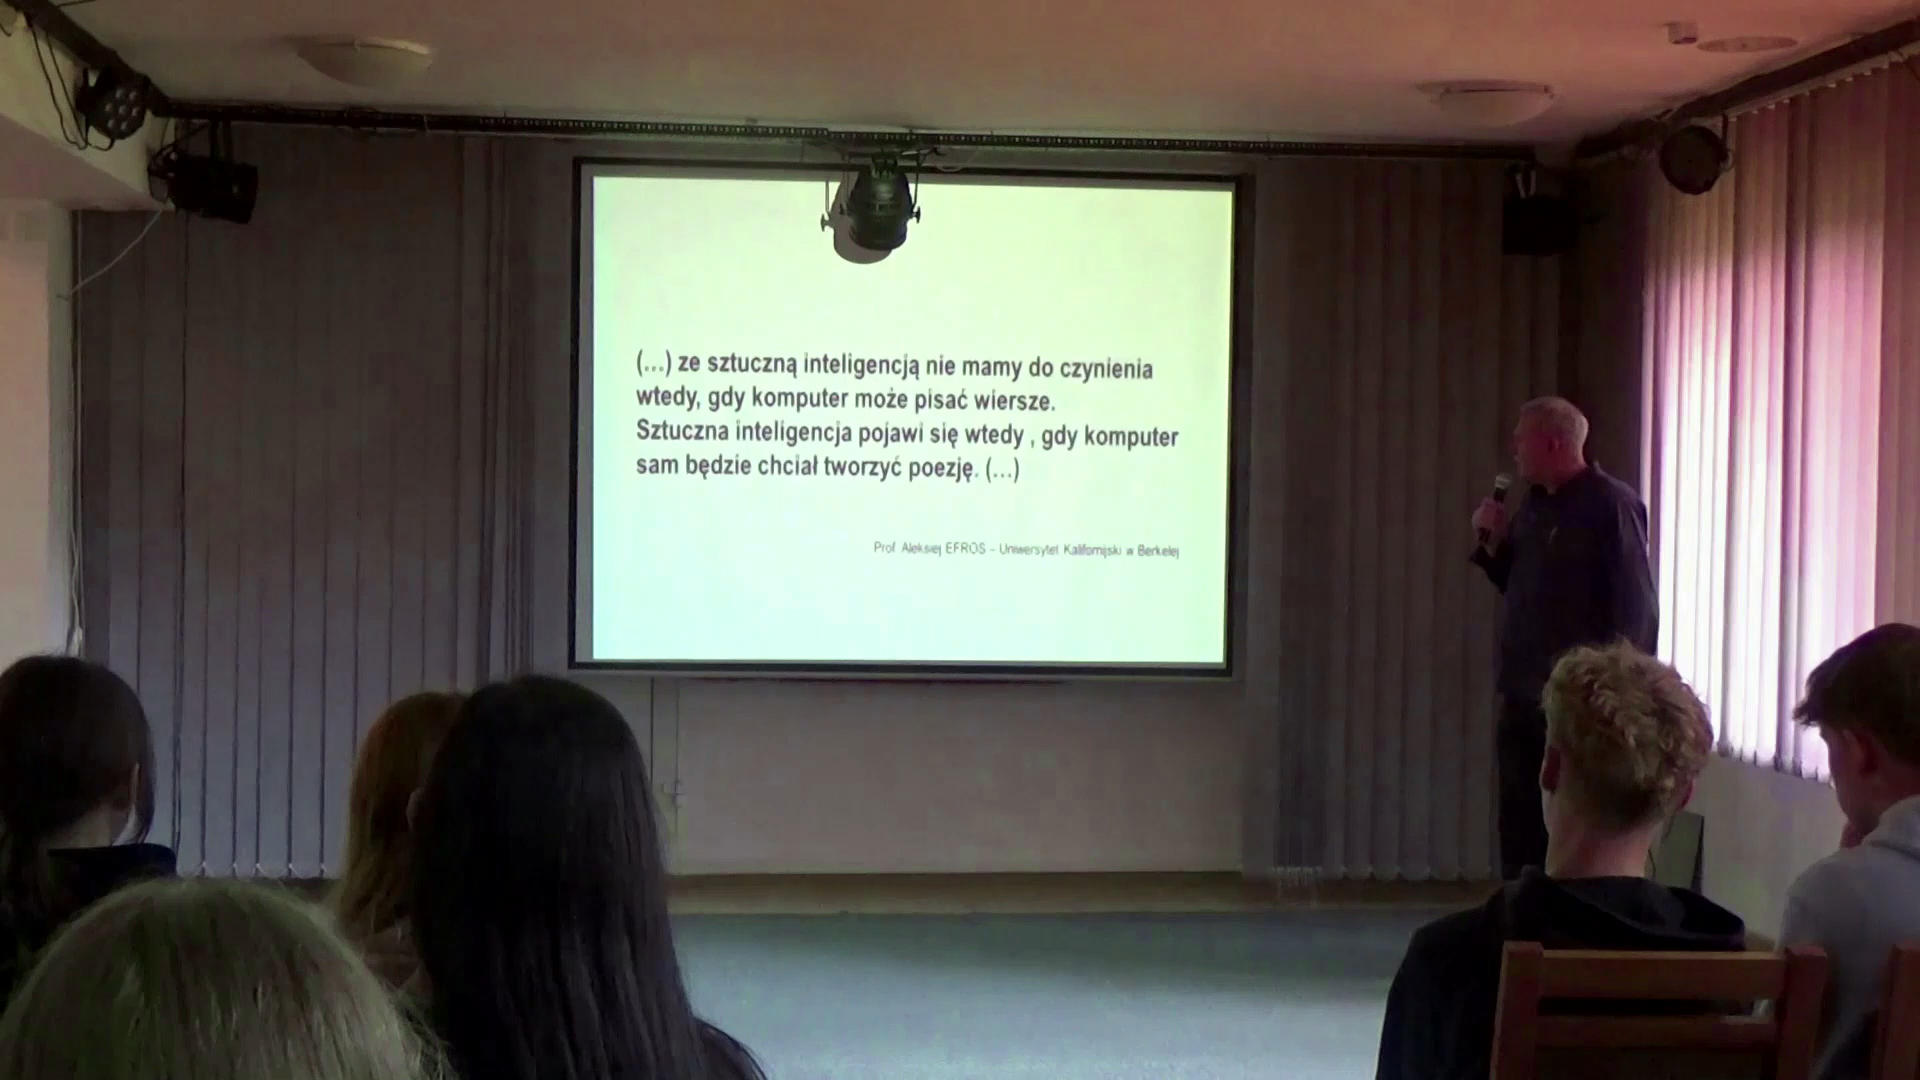 (...) ze sztuczną inteligencją nie mamy do czynienia
wtedy, gdy komputer może pisać wiersze.
Sztuczna inteligencja pojawi się wtedy , gdy komputer
sam będzie chciał tworzyć poezję. (...)
Prof. Aleksiej EFROS - Uniwersytet Kalifornijski w Berkelej